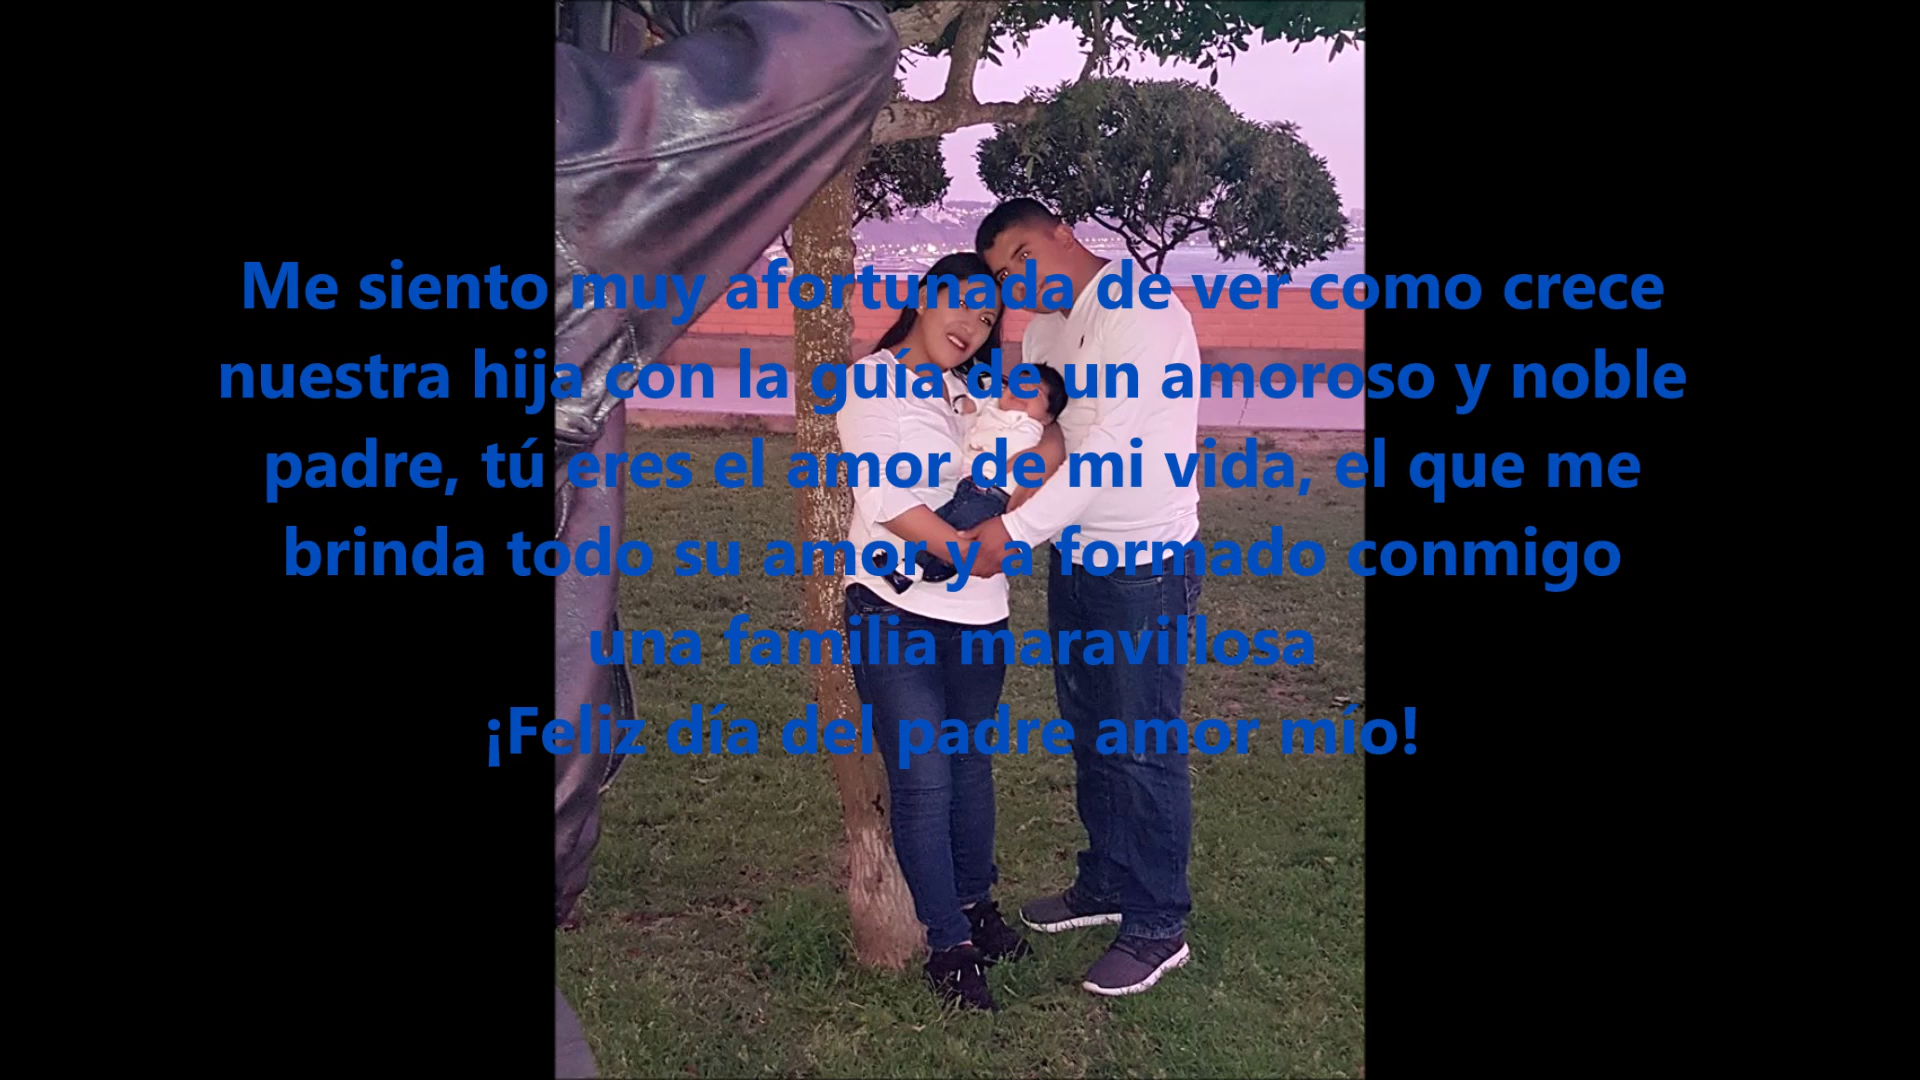 Me siento muy afortunada de ver como crece
nuestra hija con la guía de un amoroso y noble
padre, tú eres el amor de mi vida, el que me
brinda todo su amor y a formado conmigo
una familia maravillosa
¡Feliz día del padre amor mío!